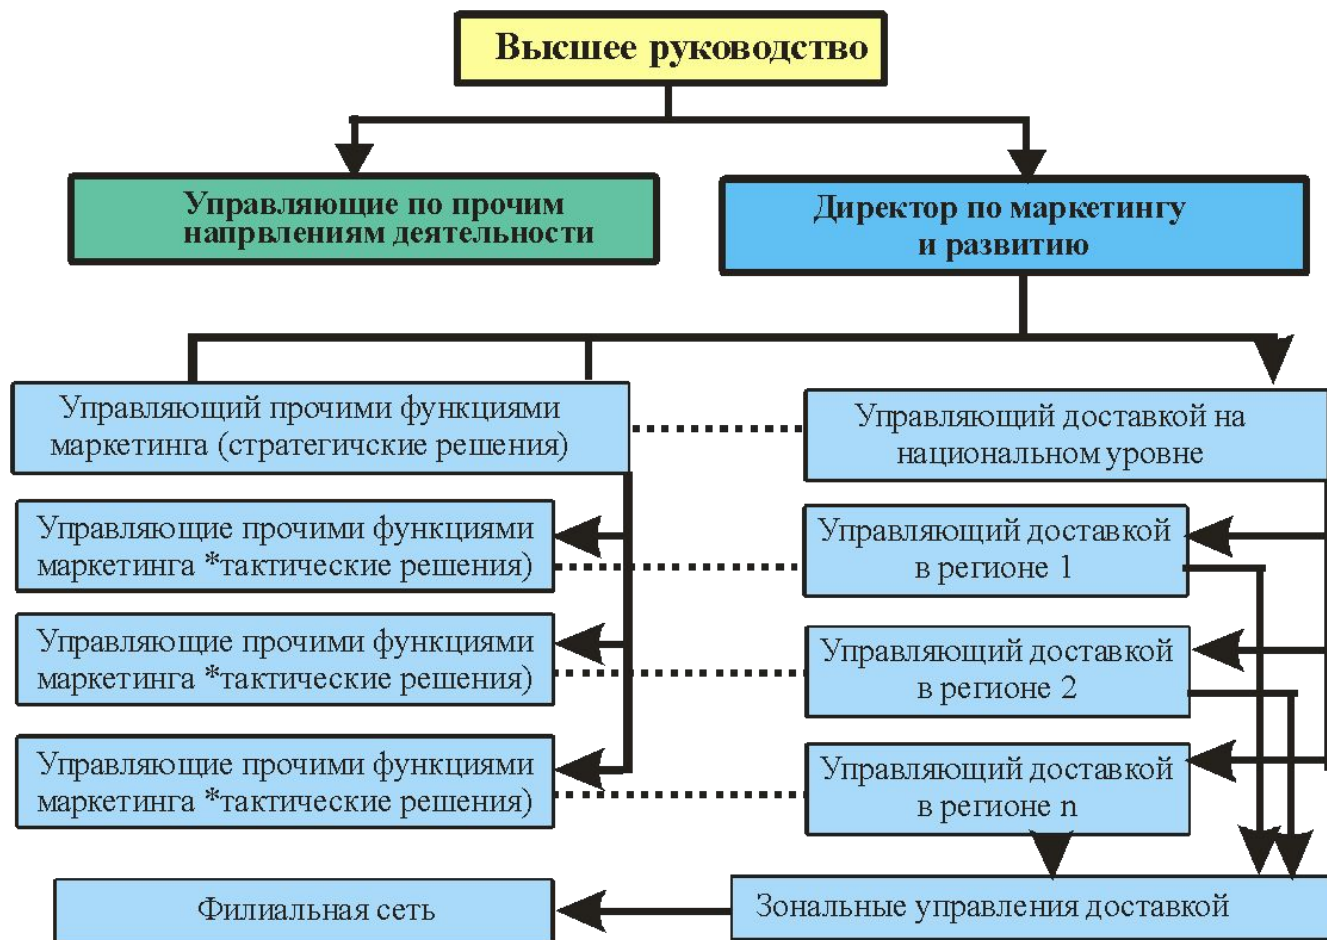 Высшее руководство
Управляющие по прочим
напрвлениям деятельности
Директор по маркетингу
и развитию
Управляющий прочими функциями
маркетинга (стратегичские решения)
Управляющий доставкой на
национальном уровне
Управляющие прочими функциями
маркетинга *тактические решения)
Управляющий доставкой
в регионе 1
Управляющие прочими функциями
маркетинга *тактические решения)
Управляющий доставкой
в регионе 2
Управляющие прочими функциями
маркетинга *тактические решения)
Управляющий доставкой
в регионе n
Филиальная сеть
Зональные управления доставкой